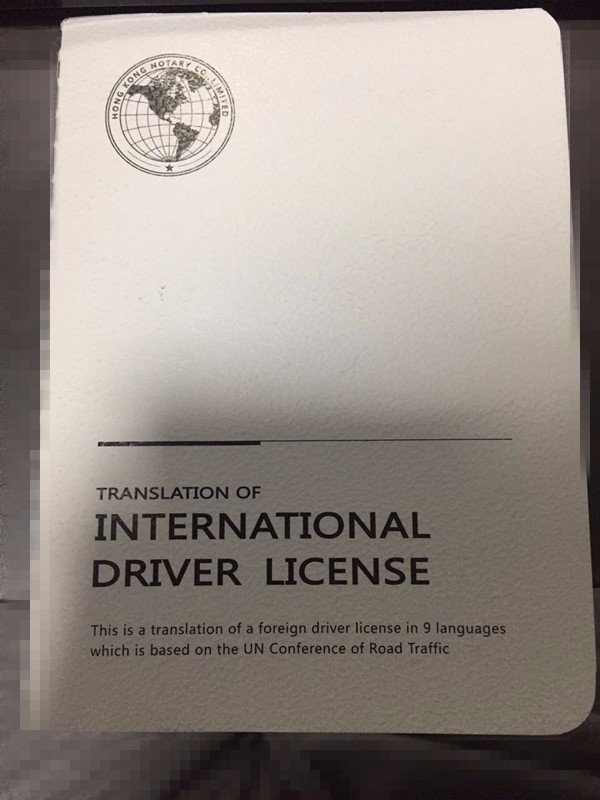 HONG KONG NOTARY CO., LIMITED
TRANSLATION OF
INTERNATIONAL
DRIVER LICENSE
This is a translation of a foreign driver license in 9 languages
which is based on the UN Conference of Road Traffic